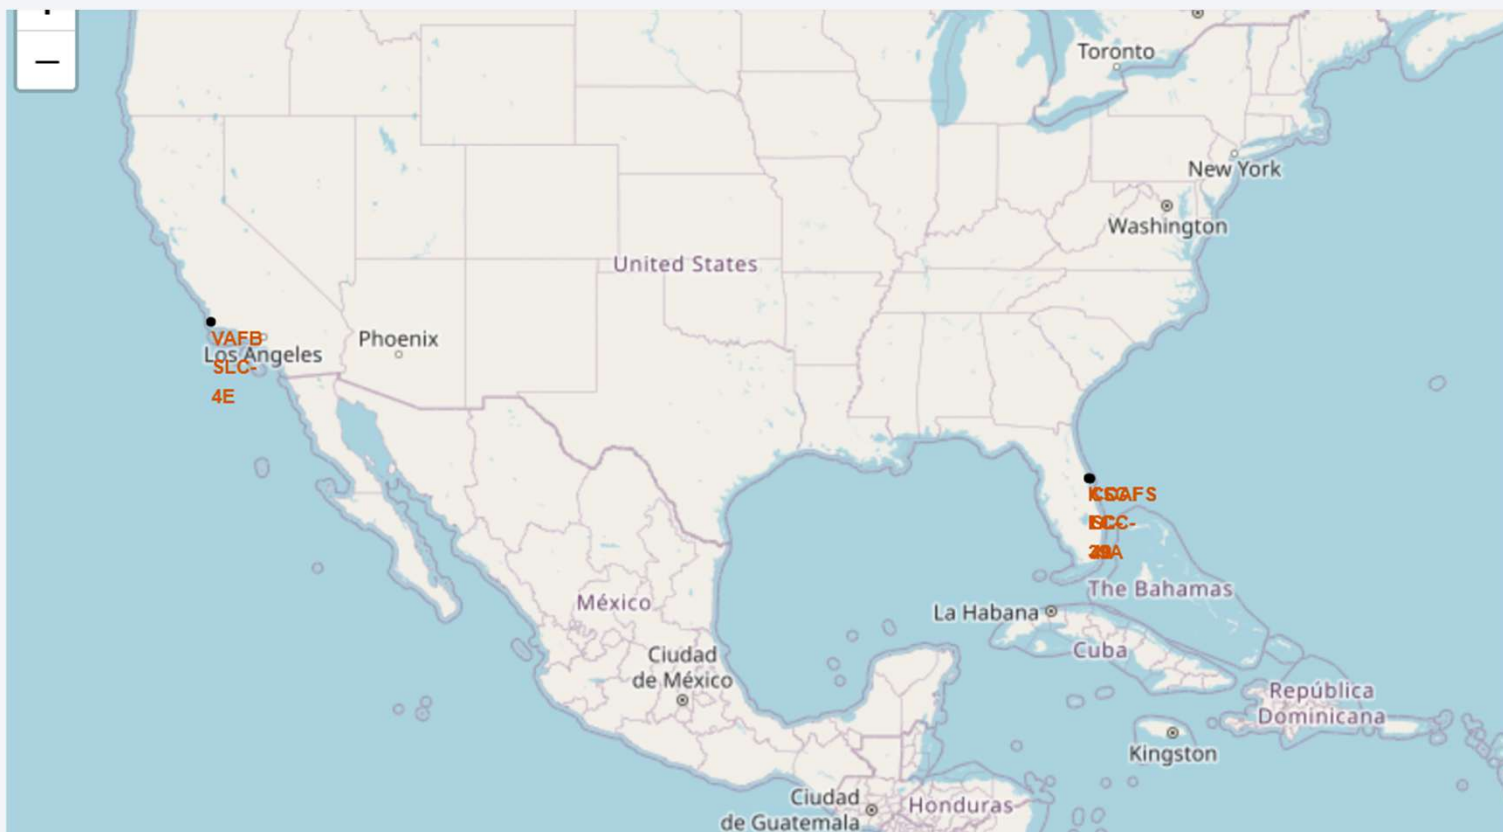 Toronto
New York
Washington
United States
VAFB
Los Angeles
SLC-
4E
Phoenix
The Bahamas
La Habana
México
Cuba
Ciudad
de México
República
Dominicana
Kingston
Ciudad
de Guatemala
Honduras